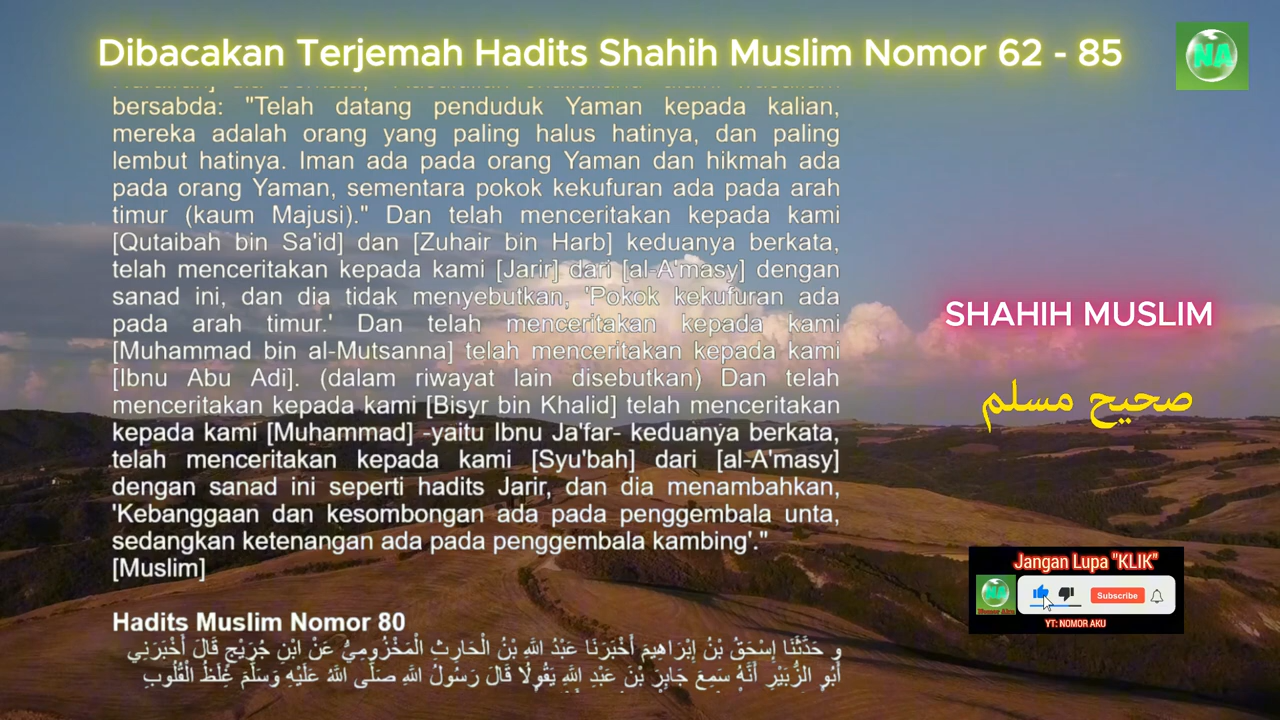 Dibacakan Terjemah Hadits Shahih Muslim Nomor 62 - 85
NA
bersabda: "Telah datang penduduk Yaman kepada kalian,
mereka adalah orang yang paling halus hatinya, dan paling
lembut hatinya. Iman ada pada orang Yaman dan hikmah ada
pada orang Yaman, sementara pokok kekufuran ada pada arah
timur (kaum Majusi)." Dan telah menceritakan kepada kami
[Qutaibah bin Sa'id] dan [Zuhair bin Harb] keduanya berkata,
telah menceritakan kepada kami [Jarir] dari [al-A'masy] dengan
sanad ini, dan dia tidak menyebutkan, 'Pokok kekufuran ada
pada arah timur.' Dan telah menceritakan kepada kami
[Muhammad bin al-Mutsanna] telah menceritakan kepada kami
[Ibnu Abu Adi]. (dalam riwayat lain disebutkan) Dan telah
menceritakan kepada kami [Bisyr bin Khalid] telah menceritakan
kepada kami [Muhammad] -yaitu Ibnu Ja'far- keduanya berkata,
telah menceritakan kepada kami [Syu'bah] dari [al-A'masy]
dengan sanad ini seperti hadits Jarir, dan dia menambahkan,
'Kebanggaan dan kesombongan ada pada penggembala unta,
sedangkan ketenangan ada pada penggembala kambing'."
[Muslim]
Hadits Muslim Nomor 80
و حَدَّثَنَا إِسْحَقُ بْنُ إِبْرَاهِيمَ أَخْبَرَنَا عَبْدُ اللَّهِ بْنُ الْحَارِثِ الْمَخْزُومِيُّ عَنْ ابْنِ جُرَيْجٍ قَالَ أَخْبَرَنِي
أَبُو الزُّبَيْرِ أَنَّهُ سَمِعَ جَابِرَ بْنَ عَبْدِ اللَّهِ يَقُولُا قَالَ رَسُولُ اللَّهِ صَلَّى اللَّهُ عَلَيْهِ وَسَلَّمَ غِلَظُ الْقُلُوبِ
SHAHIH MUSLIM
صحيح مسلم
Jangan Lupa "KLIK"
NA
Nomor Aku
Subscribe
YT: NOMOR AKU